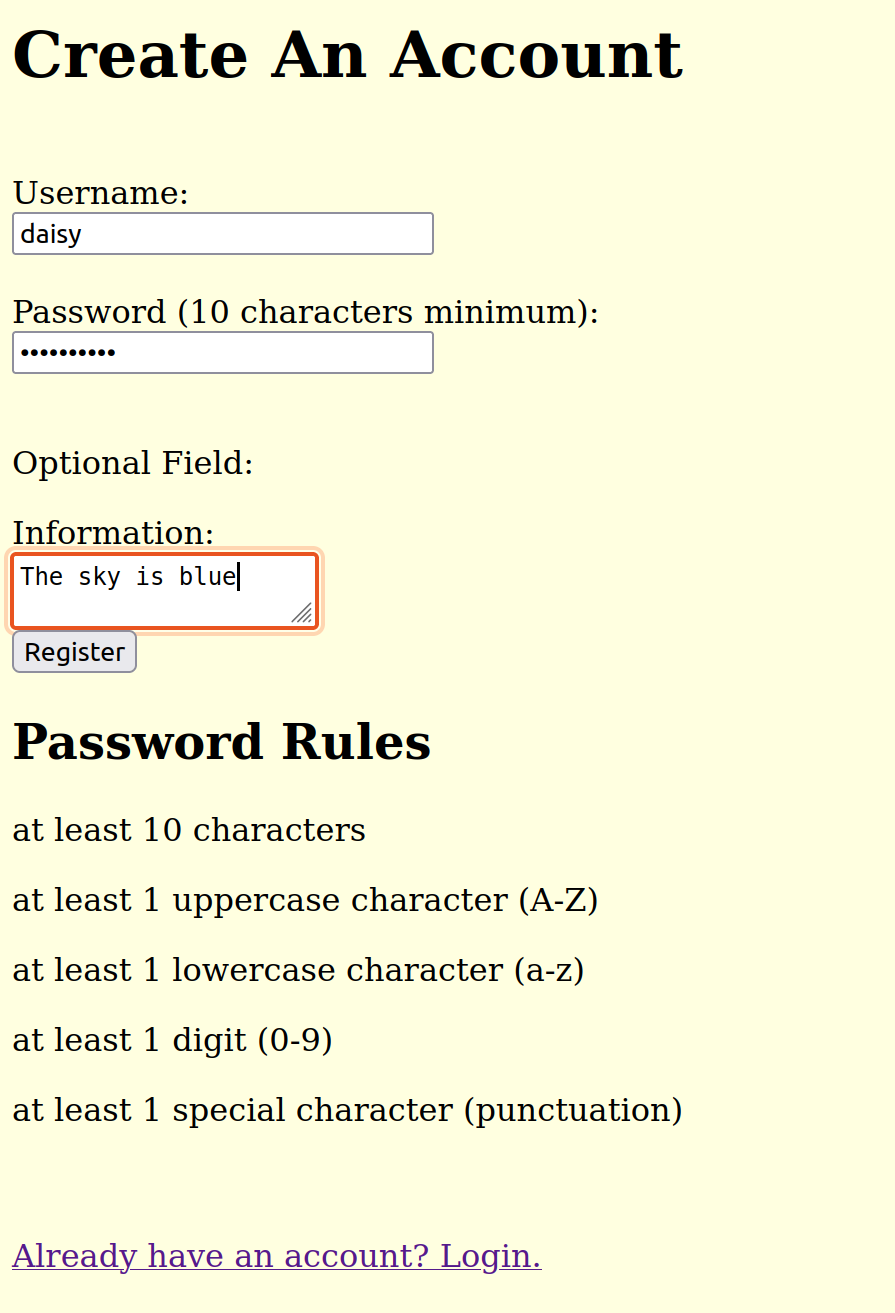 Create An Account
Username:
daisy
Password (10 characters minimum):
••••••••••
Optional Field:
Information:
The sky is blue
Register
Password Rules
at least 10 characters
at least 1 uppercase character (A-Z)
at least 1 lowercase character (a-z)
at least 1 digit (0-9)
at least 1 special character (punctuation)
Already have an account? Login.